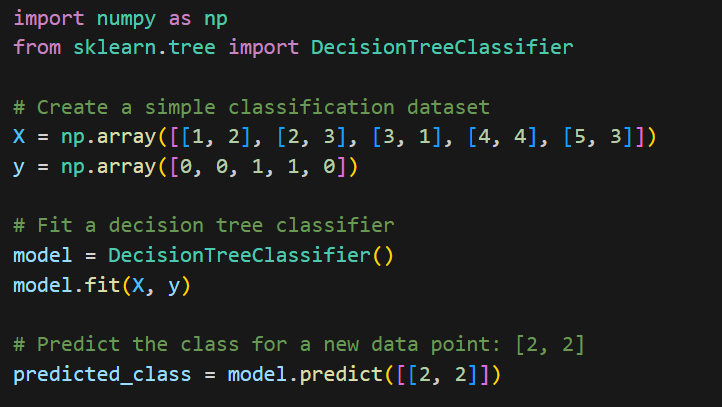 import numpy as np
from sklearn.tree import DecisionTreeClassifier
# Create a simple classification dataset
X = np.array([[1, 2], [2, 3], [3, 1], [4, 4], [5, 3]])
y = np.array([0, 0, 1, 1, 0])
# Fit a decision tree classifier
model = DecisionTreeClassifier()
model.fit(X, y)
# Predict the class for a new data point: [2, 2]
predicted_class = model.predict([[2, 2]])